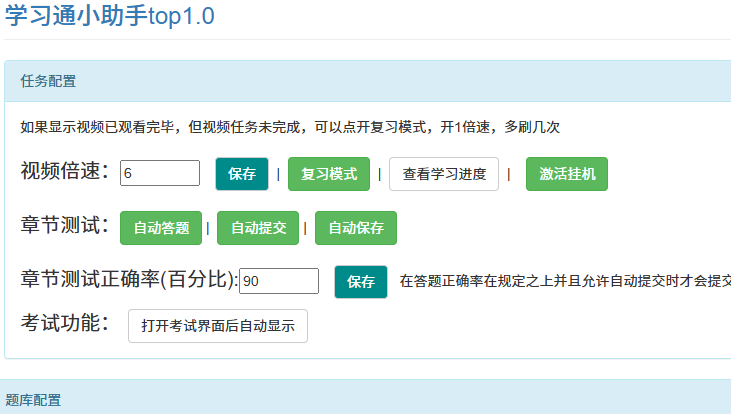 学习通小助手top1.0
任务配置
如果显示视频已观看完毕，但视频任务未完成，可以点开复习模式，开1倍速，多刷几次
视频倍速：6 保存 | 复习模式 | 查看学习进度 | 激活挂机
章节测试：自动答题 | 自动提交 | 自动保存
章节测试正确率(百分比):90 保存 在答题正确率在规定之上并且允许自动提交时才会提交
考试功能： 打开考试界面后自动显示
题库配置